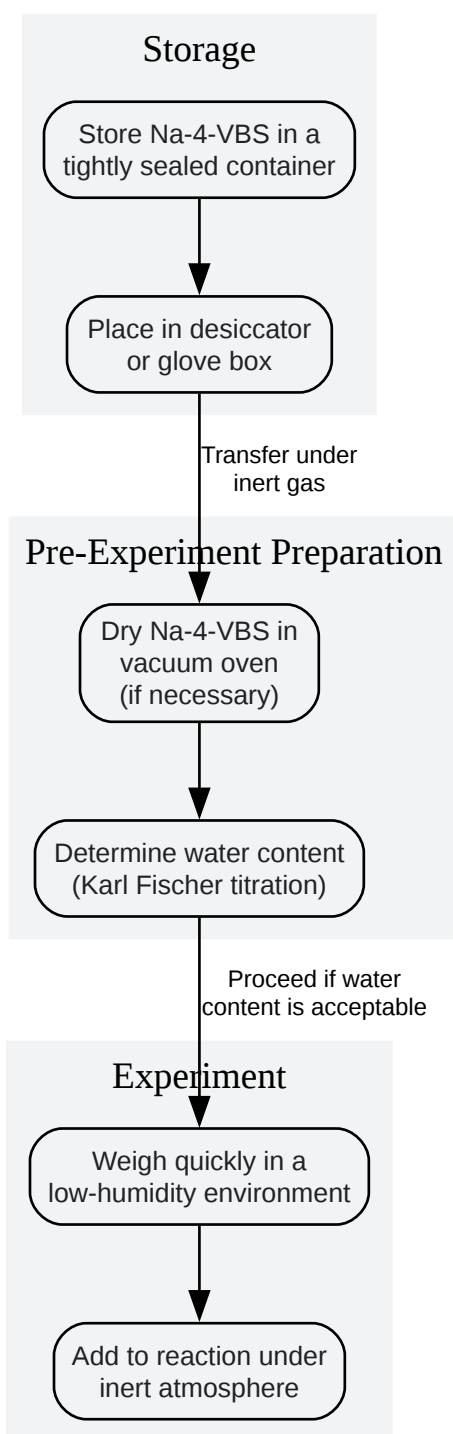 Storage
Store Na-4-VBS in a
tightly sealed container
Place in desiccator
or glove box
Transfer under
inert gas
Pre-Experiment Preparation
Dry Na-4-VBS in
vacuum oven
(if necessary)
Determine water content
(Karl Fischer titration)
Proceed if water
content is acceptable
Experiment
Weigh quickly in a
low-humidity environment
Add to reaction under
inert atmosphere